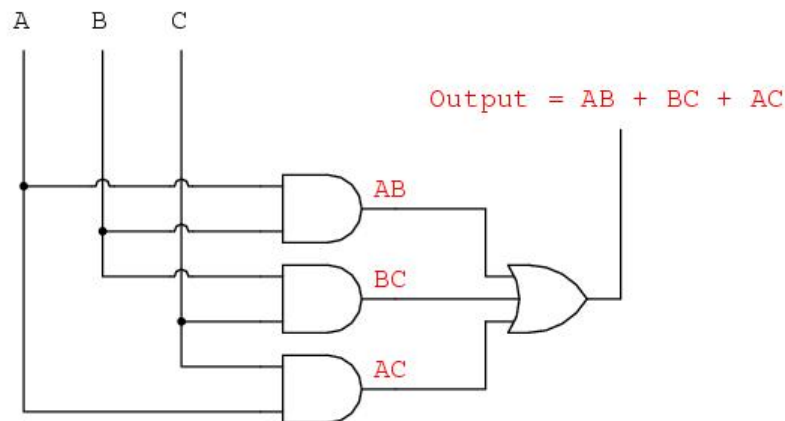 A B C
Output = AB + BC + AC
AB
BC
AC